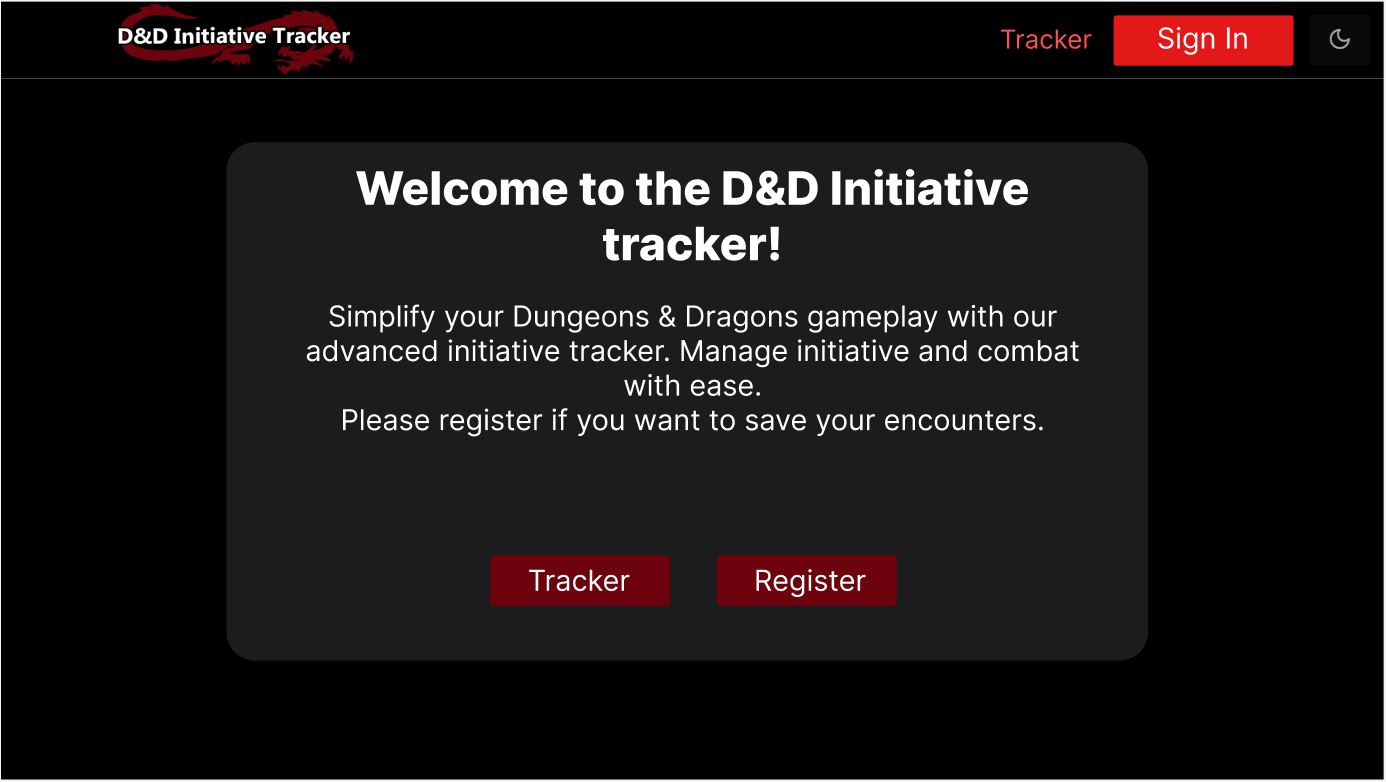 D&D Initiative Tracker
Tracker
Sign In
Welcome to the D&D Initiative
tracker!
Simplify your Dungeons & Dragons gameplay with our
advanced initiative tracker. Manage initiative and combat
with ease.
Please register if you want to save your encounters.
Tracker
Register